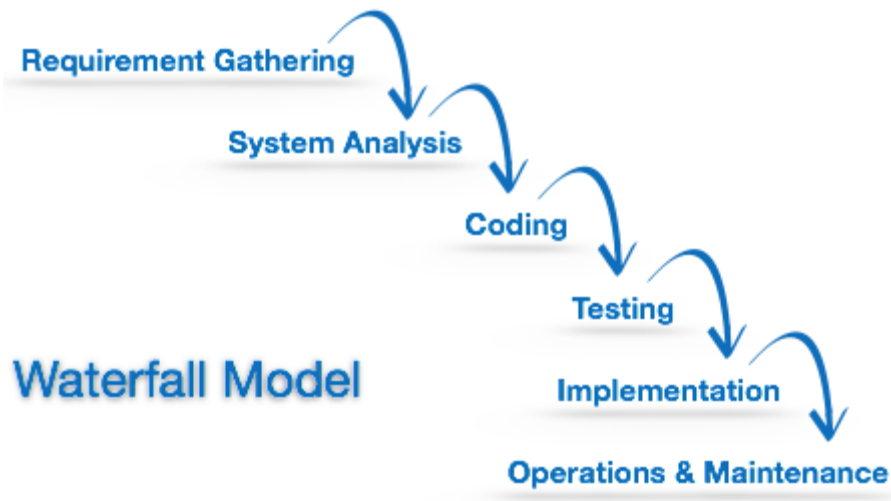 Requirement Gathering
System Analysis
Coding
Testing
Waterfall Model
Implementation
Operations & Maintenance